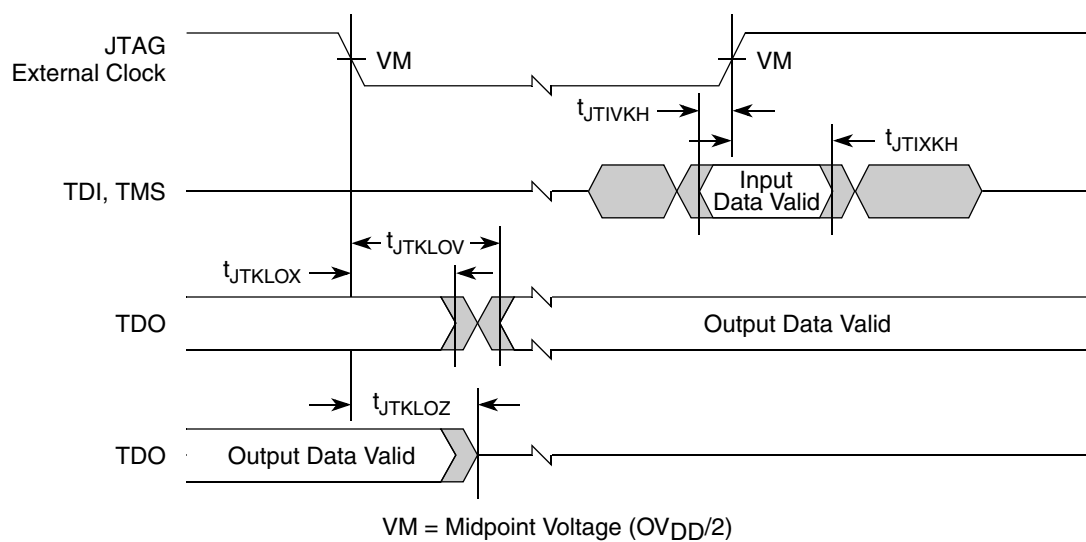 JTAG
External Clock
VM
VM
tJTIVKH
tJTIXKH
TDI, TMS
Input
Data Valid
tJTKLOV
tJTKLOX
TDO
Output Data Valid
tJTKLOZ
TDO
Output Data Valid
VM = Midpoint Voltage (OVDD/2)